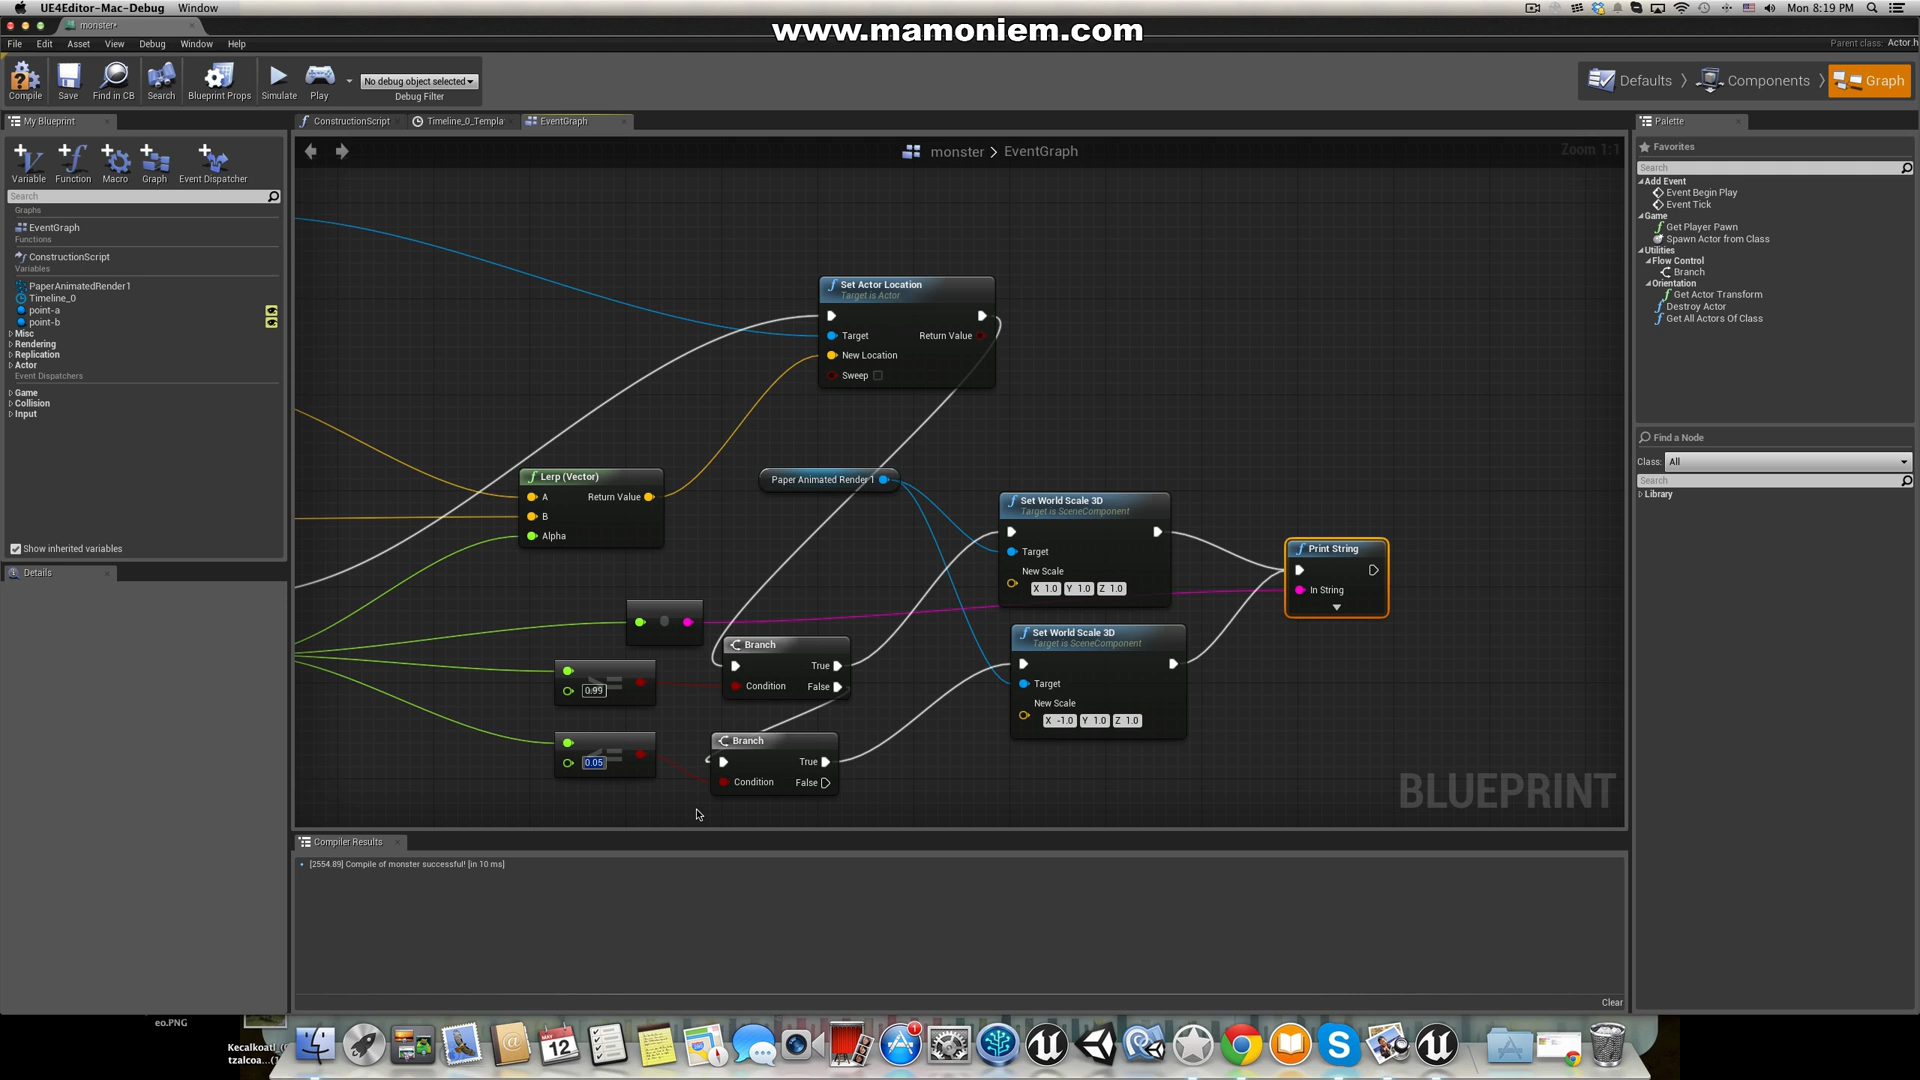 UE4Editor-Mac-Debug Window
Mon 8:19 PM
monster*
www.mamoniem.com
File Edit Asset View Debug Window Help
Parent class: Actor.h
Compile
Save
Find in CB
Search
Blueprint Props
Simulate
Play
No debug object selected
Debug Filter
Defaults
Components
Graph
My Blueprint
ConstructionScript
Timeline_0_Templa
EventGraph
Palette
Variable
Function
Macro
Graph
Event Dispatcher
Search
Graphs
EventGraph
Functions
ConstructionScript
Variables
PaperAnimatedRender1
Timeline_0
point-a
point-b
Misc
Rendering
Replication
Actor
Event Dispatchers
Game
Collision
Input
Show inherited variables
Details
monster > EventGraph
Zoom 1:1
Set Actor Location
Target is Actor
Target
Return Value
New Location
Sweep
Lerp (Vector)
A
Return Value
B
Alpha
Paper Animated Render 1
Set World Scale 3D
Target is SceneComponent
Target
New Scale
X 1.0 Y 1.0 Z 1.0
Print String
In String
Branch
True
Condition
False
0.99
Set World Scale 3D
Target is SceneComponent
Target
New Scale
X -1.0 Y 1.0 Z 1.0
Branch
True
Condition
False
0.05
BLUEPRINT
Favorites
Search
Add Event
Event Begin Play
Event Tick
Game
Get Player Pawn
Spawn Actor from Class
Utilities
Flow Control
Branch
Orientation
Get Actor Transform
Destroy Actor
Get All Actors Of Class
Find a Node
Class: All
Search
Library
Compiler Results
[2554.89] Compile of monster successful! [in 10 ms]
Clear
eo.PNG
Kecalkoatl
tzalcoa...
MAY
12
1